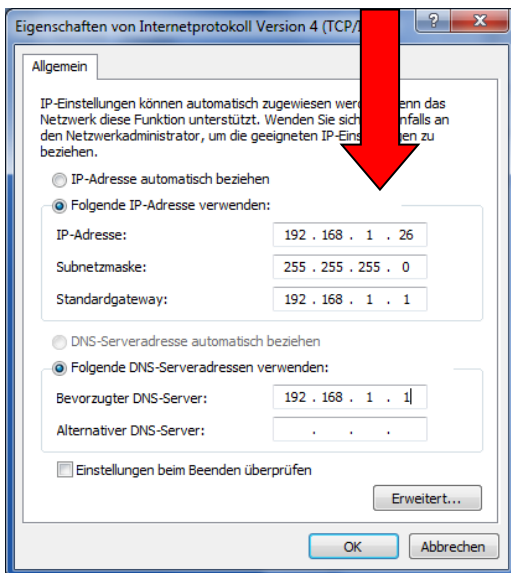 Eigenschaften von Internetprotokoll Version 4 (TCP/
Allgemein
IP-Einstellungen können automatisch zugewiesen das
Netzwerk diese Funktion unterstützt. Wenden Sie an
den Netzwerkadministrator, um die geeigneten zu
beziehen.
IP-Adresse automatisch beziehen
Folgende IP-Adresse verwenden:
IP-Adresse: 192 . 168 . 1 . 26
Subnetzmaske: 255 . 255 . 255 . 0
Standardgateway: 192 . 168 . 1 . 1
DNS-Serveradresse automatisch beziehen
Folgende DNS-Serveradressen verwenden:
Bevorzugter DNS-Server: 192 . 168 . 1 . 1
Alternativer DNS-Server: . . .
Einstellungen beim Beenden überprüfen
Erweitert...
OK Abbrechen